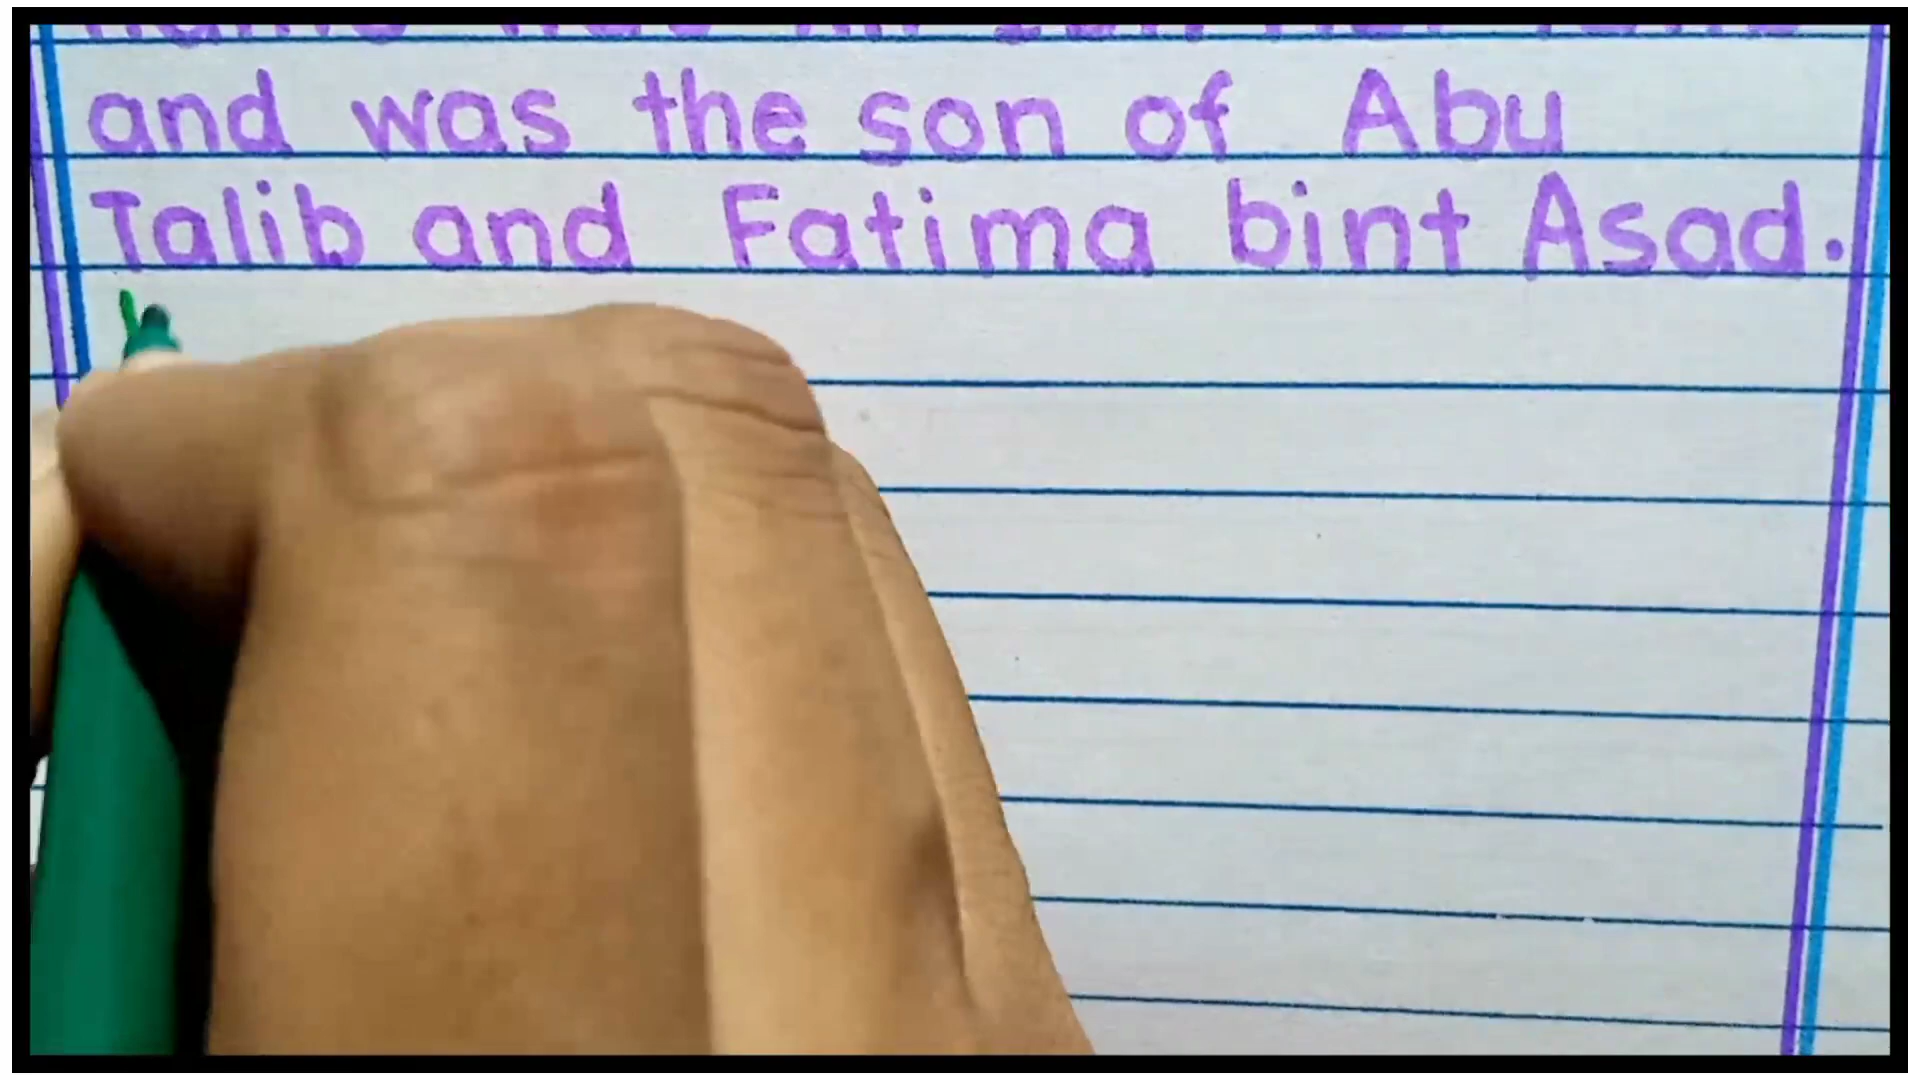 and was the son of Abu
Talib and Fatima bint Asad.